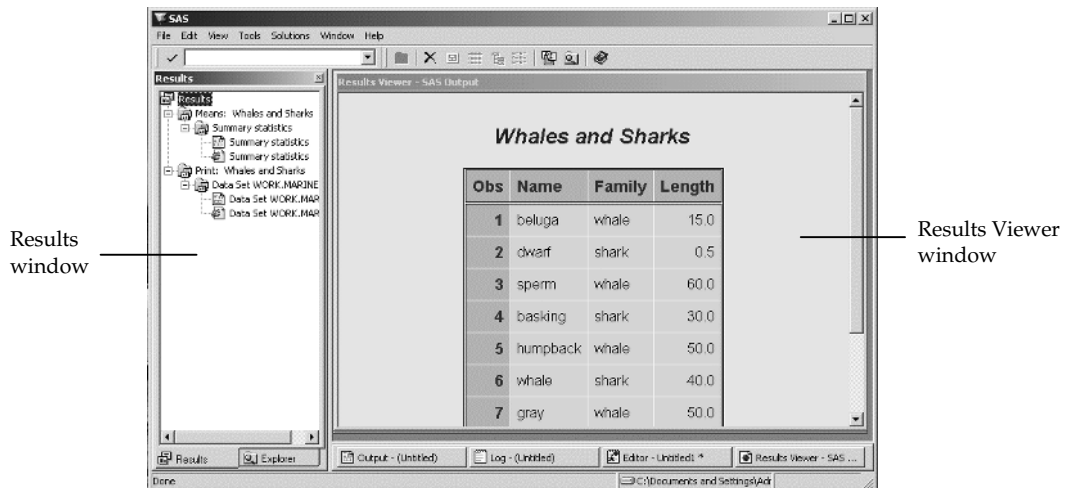 SAS
File Edit View Tools Solutions Window Help
Results
Results Viewer - SAS Output
Results
Means: Whales and Sharks
Summary statistics
Summary statistics
Summary statistics
Print: Whales and Sharks
Data Set WORK.MARINE
Data Set WORK.MAR
Data Set WORK.MAR
Whales and Sharks
Obs Name Family Length
1 beluga whale 15.0
2 dwarf shark 0.5
3 sperm whale 60.0
4 basking shark 30.0
5 humpback whale 50.0
6 whale shark 40.0
7 gray whale 50.0
Results
window
Results Viewer
window
Results Explorer
Output - (Untitled) Log - (Untitled) Editor - Untitled1 * Results Viewer - SAS ...
Done
C:\Documents and Settings\Adr